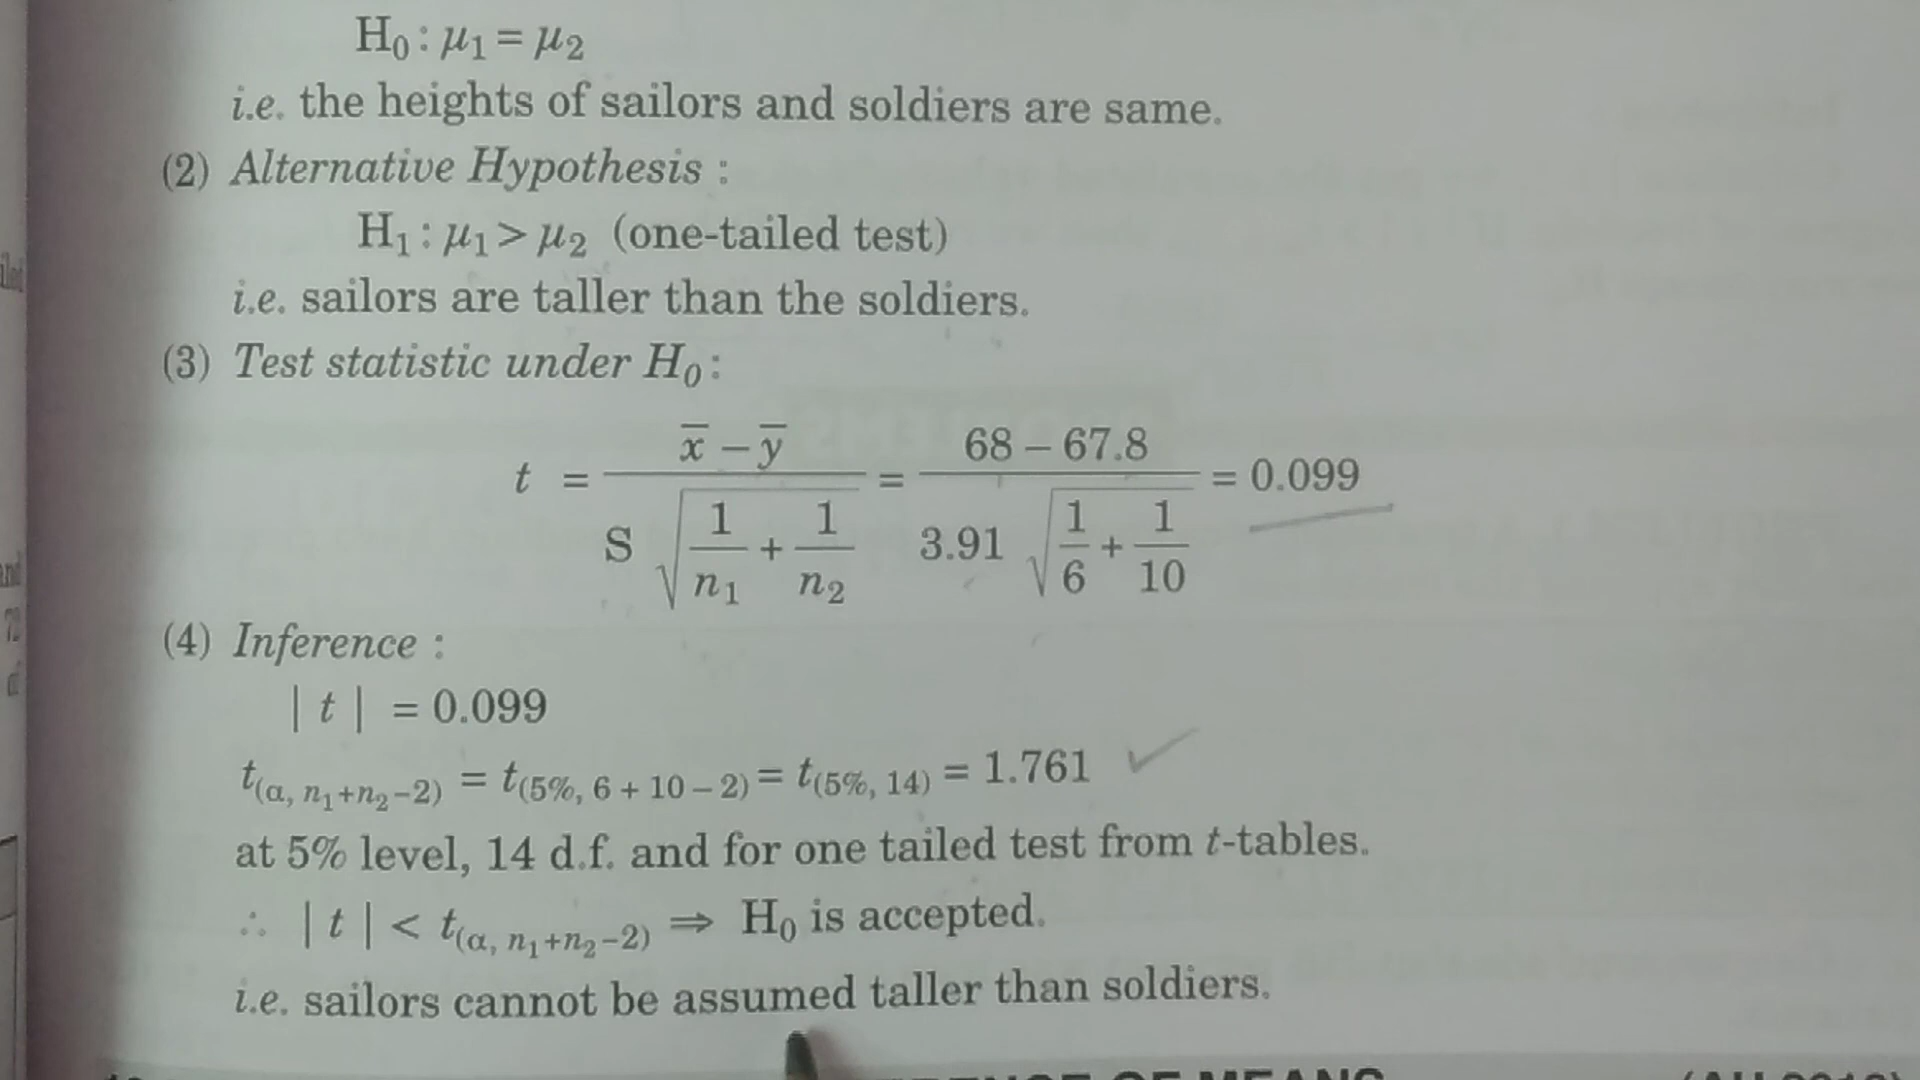 H₀ : μ₁ = μ₂
i.e. the heights of sailors and soldiers are same.
(2) Alternative Hypothesis :
H₁ : μ₁ > μ₂ (one-tailed test)
i.e. sailors are taller than the soldiers.
(3) Test statistic under H₀ :
t = (x̄ – ȳ) / (S √(1/n₁ + 1/n₂)) = (68 – 67.8) / (3.91 √(1/6 + 1/10)) = 0.099
(4) Inference :
| t | = 0.099
t(α, n₁+n₂–2) = t(5%, 6 + 10 – 2) = t(5%, 14) = 1.761
at 5% level, 14 d.f. and for one tailed test from t-tables.
∴ | t | < t(α, n₁+n₂–2) ⇒ H₀ is accepted.
i.e. sailors cannot be assumed taller than soldiers.
OF MEANS